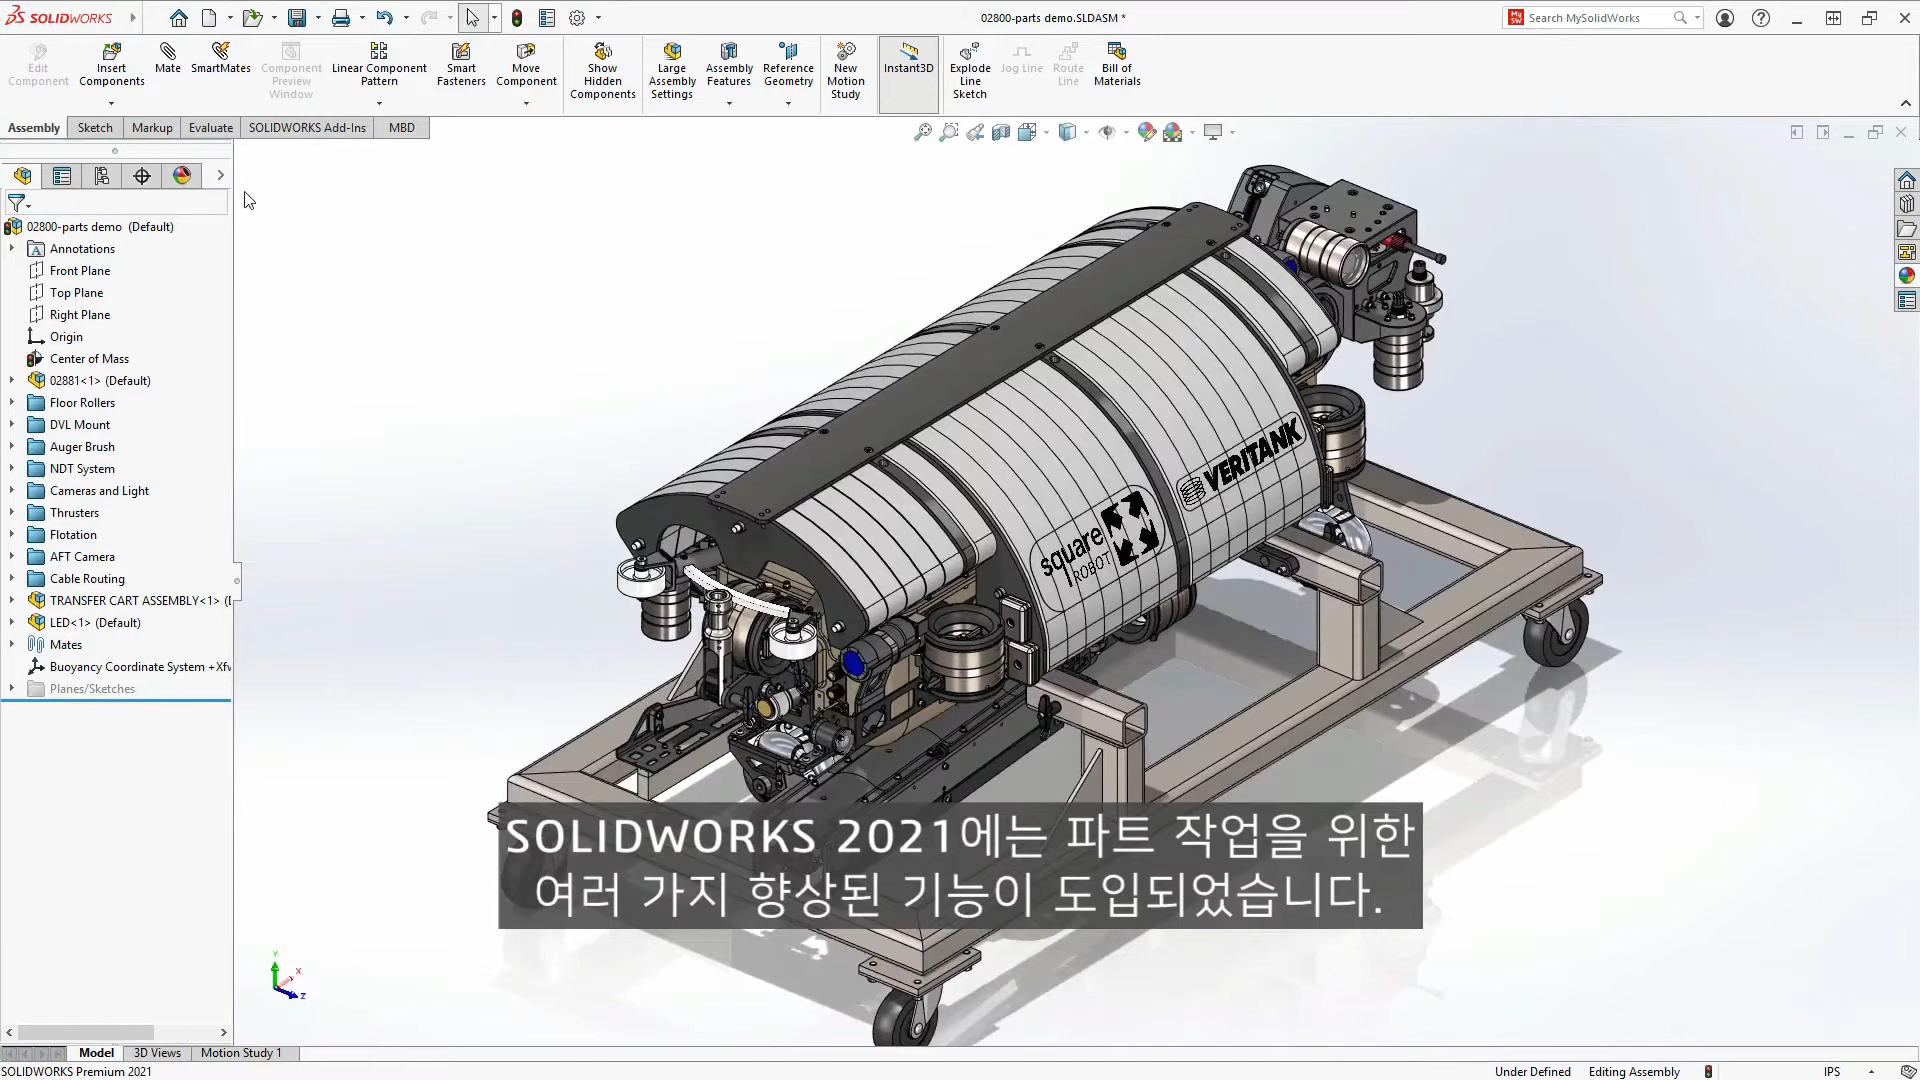 SOLIDWORKS
02800-parts demo.SLDASM *
Search MySolidWorks
Edit Component
Insert Components
Mate
SmartMates
Component Preview Window
Linear Component Pattern
Smart Fasteners
Move Component
Show Hidden Components
Large Assembly Settings
Assembly Features
Reference Geometry
New Motion Study
Instant3D
Explode Line Sketch
Jog Line
Route Line
Bill of Materials
Assembly
Sketch
Markup
Evaluate
SOLIDWORKS Add-Ins
MBD
02800-parts demo (Default)
Annotations
Front Plane
Top Plane
Right Plane
Origin
Center of Mass
02881<1> (Default)
Floor Rollers
DVL Mount
Auger Brush
NDT System
Cameras and Light
Thrusters
Flotation
AFT Camera
Cable Routing
TRANSFER CART ASSEMBLY<1> (
LED<1> (Default)
Mates
Buoyancy Coordinate System +Xfw
Planes/Sketches
VERITANK
square
ROBOT
SOLIDWORKS 2021에는 파트 작업을 위한
여러 가지 향상된 기능이 도입되었습니다.
Y
X
Z
Model
3D Views
Motion Study 1
SOLIDWORKS Premium 2021
Under Defined
Editing Assembly
IPS